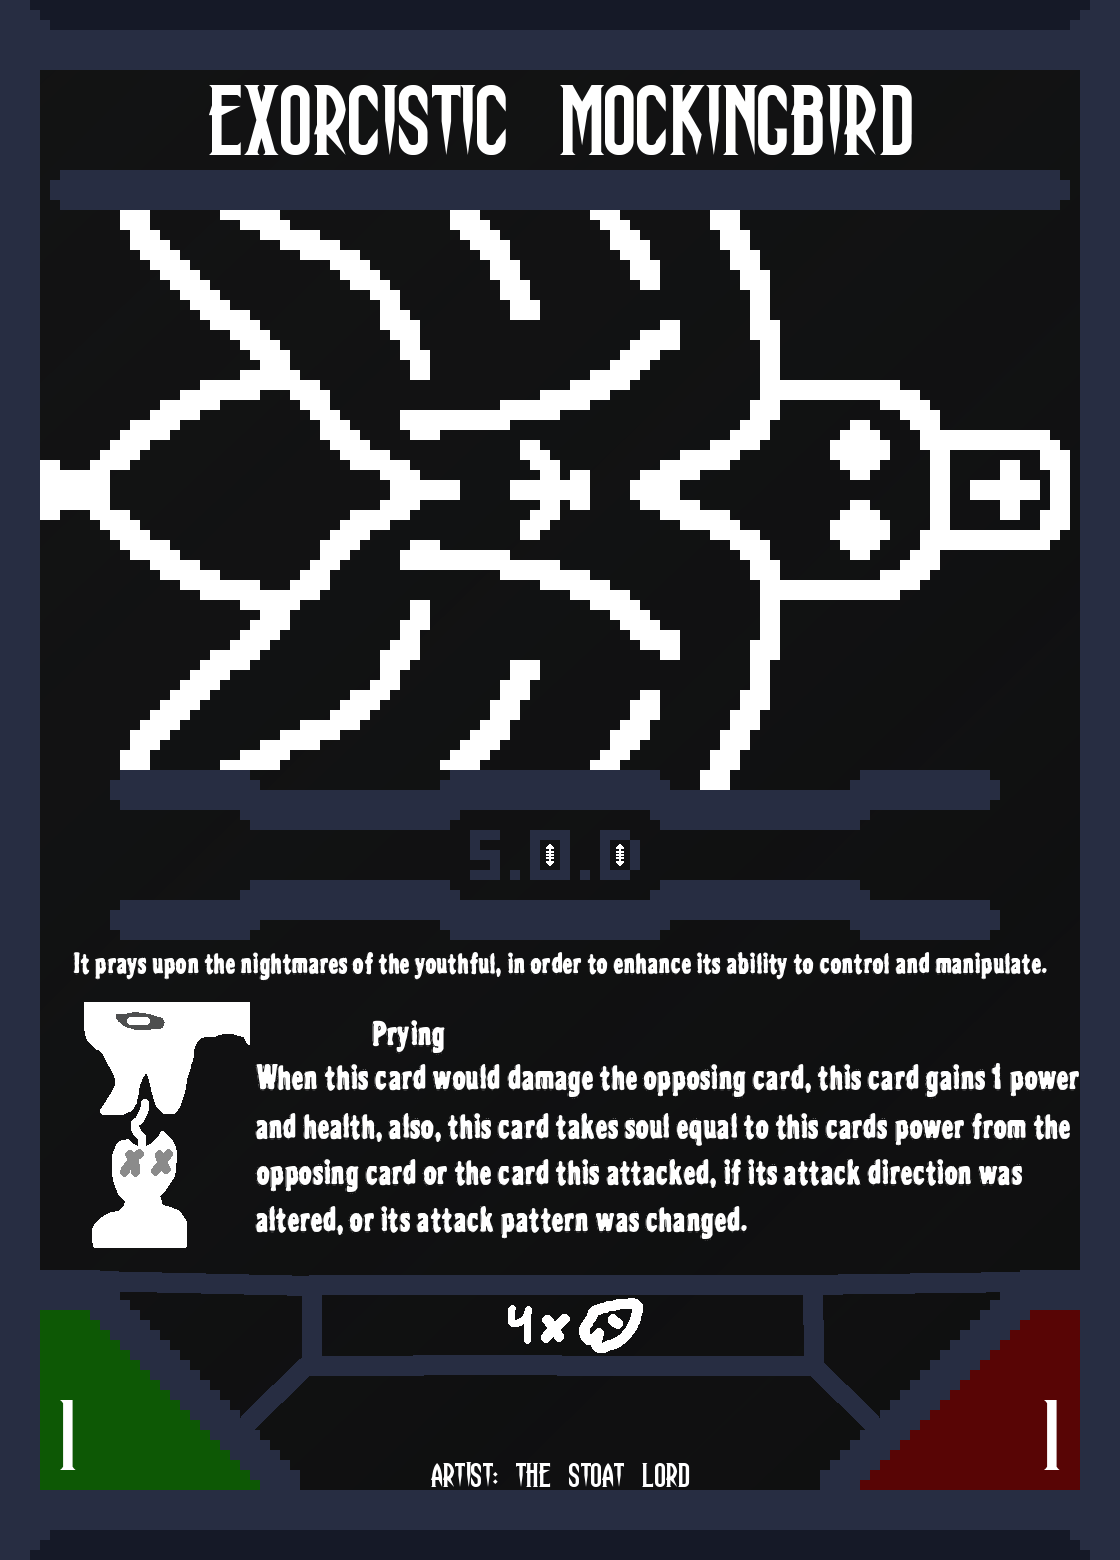 EXORCISTIC MOCKINGBIRD
S.O.D
It prays upon the nightmares of the youthful, in order to enhance its ability to control and manipulate.
Prying
When this card would damage the opposing card, this card gains 1 power
and health, also, this card takes soul equal to this cards power from the
opposing card or the card this attacked, if its attack direction was
altered, or its attack pattern was changed.
4x
1
1
ARTIST: THE STOAT LORD